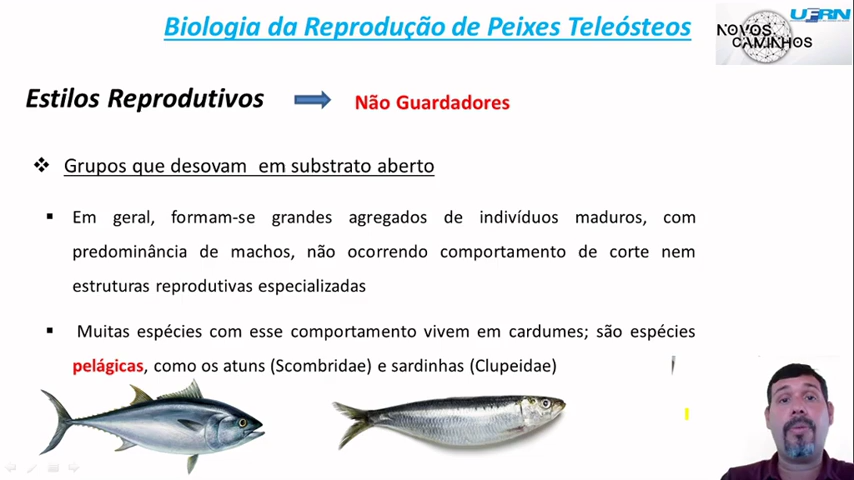 Biologia da Reprodução de Peixes Teleósteos
NOVOS
CAMINHOS
UFRN
Estilos Reprodutivos
Não Guardadores
Grupos que desovam em substrato aberto
Em geral, formam-se grandes agregados de indivíduos maduros, com
predominância de machos, não ocorrendo comportamento de corte nem
estruturas reprodutivas especializadas
Muitas espécies com esse comportamento vivem em cardumes; são espécies
pelágicas, como os atuns (Scombridae) e sardinhas (Clupeidae)